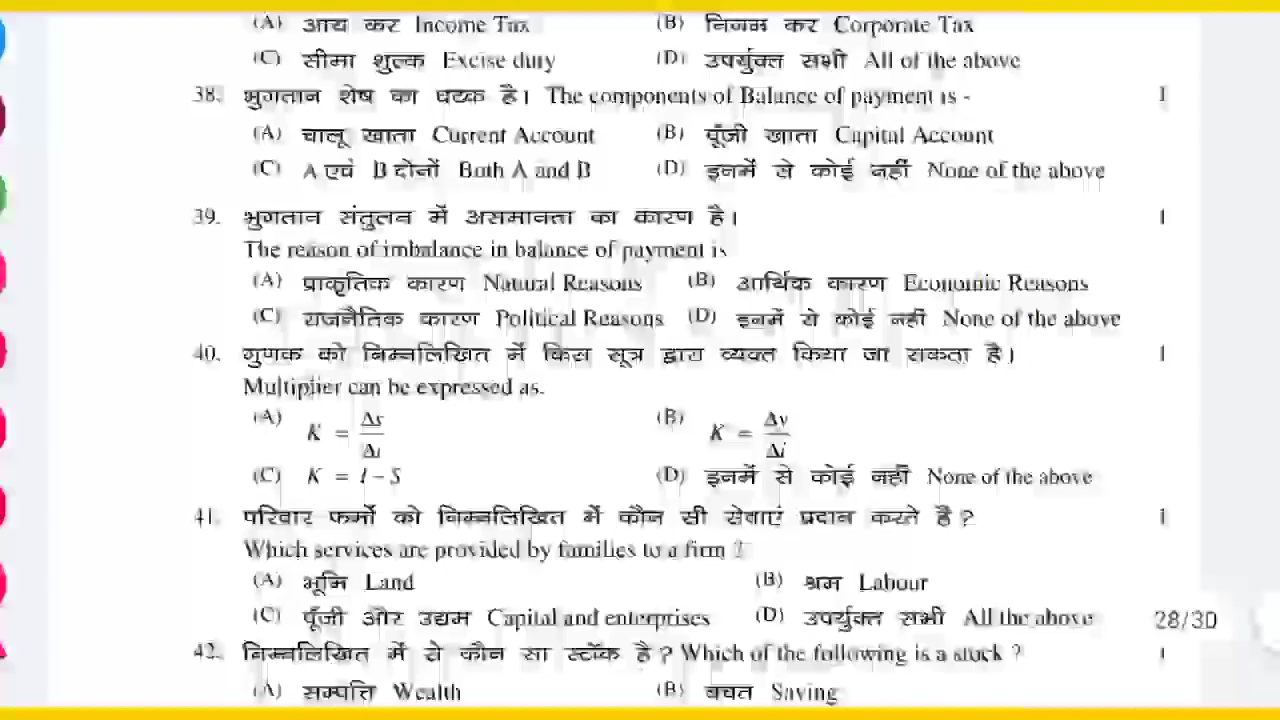 (A) आय कर Income Tax (B) निगम कर Corporate Tax
(C) सीमा शुल्क Excise duty (D) उपर्युक्त सभी All of the above
38. भुगतान शेष का घटक है। The components of Balance of payment is - 1
(A) चालू खाता Current Account (B) पूँजी खाता Capital Account
(C) A एवं B दोनों Both A and B (D) इनमें से कोई नहीं None of the above
39. भुगतान संतुलन में असमानता का कारण है। 1
The reason of imbalance in balance of payment is
(A) प्राकृतिक कारण Natural Reasons (B) आर्थिक कारण Economic Reasons
(C) राजनैतिक कारण Political Reasons (D) इनमें से कोई नहीं None of the above
40. गुणक को निम्नलिखित में किस सूत्र द्वारा व्यक्त किया जा सकता है। 1
Multiplier can be expressed as.
(A) K = Δs/Δi (B) K = Δy/Δi
(C) K = I - S (D) इनमें से कोई नहीं None of the above
41. परिवार फर्मों को निम्नलिखित में कौन सी सेवाएं प्रदान करते है ? 1
Which services are provided by families to a firm ?
(A) भूमि Land (B) श्रम Labour
(C) पूँजी और उद्यम Capital and enterprises (D) उपर्युक्त सभी All the above
28/30
42. निम्नलिखित में से कौन सा स्टॉक है ? Which of the following is a stock ? 1
(A) सम्पत्ति Wealth (B) बचत Saving